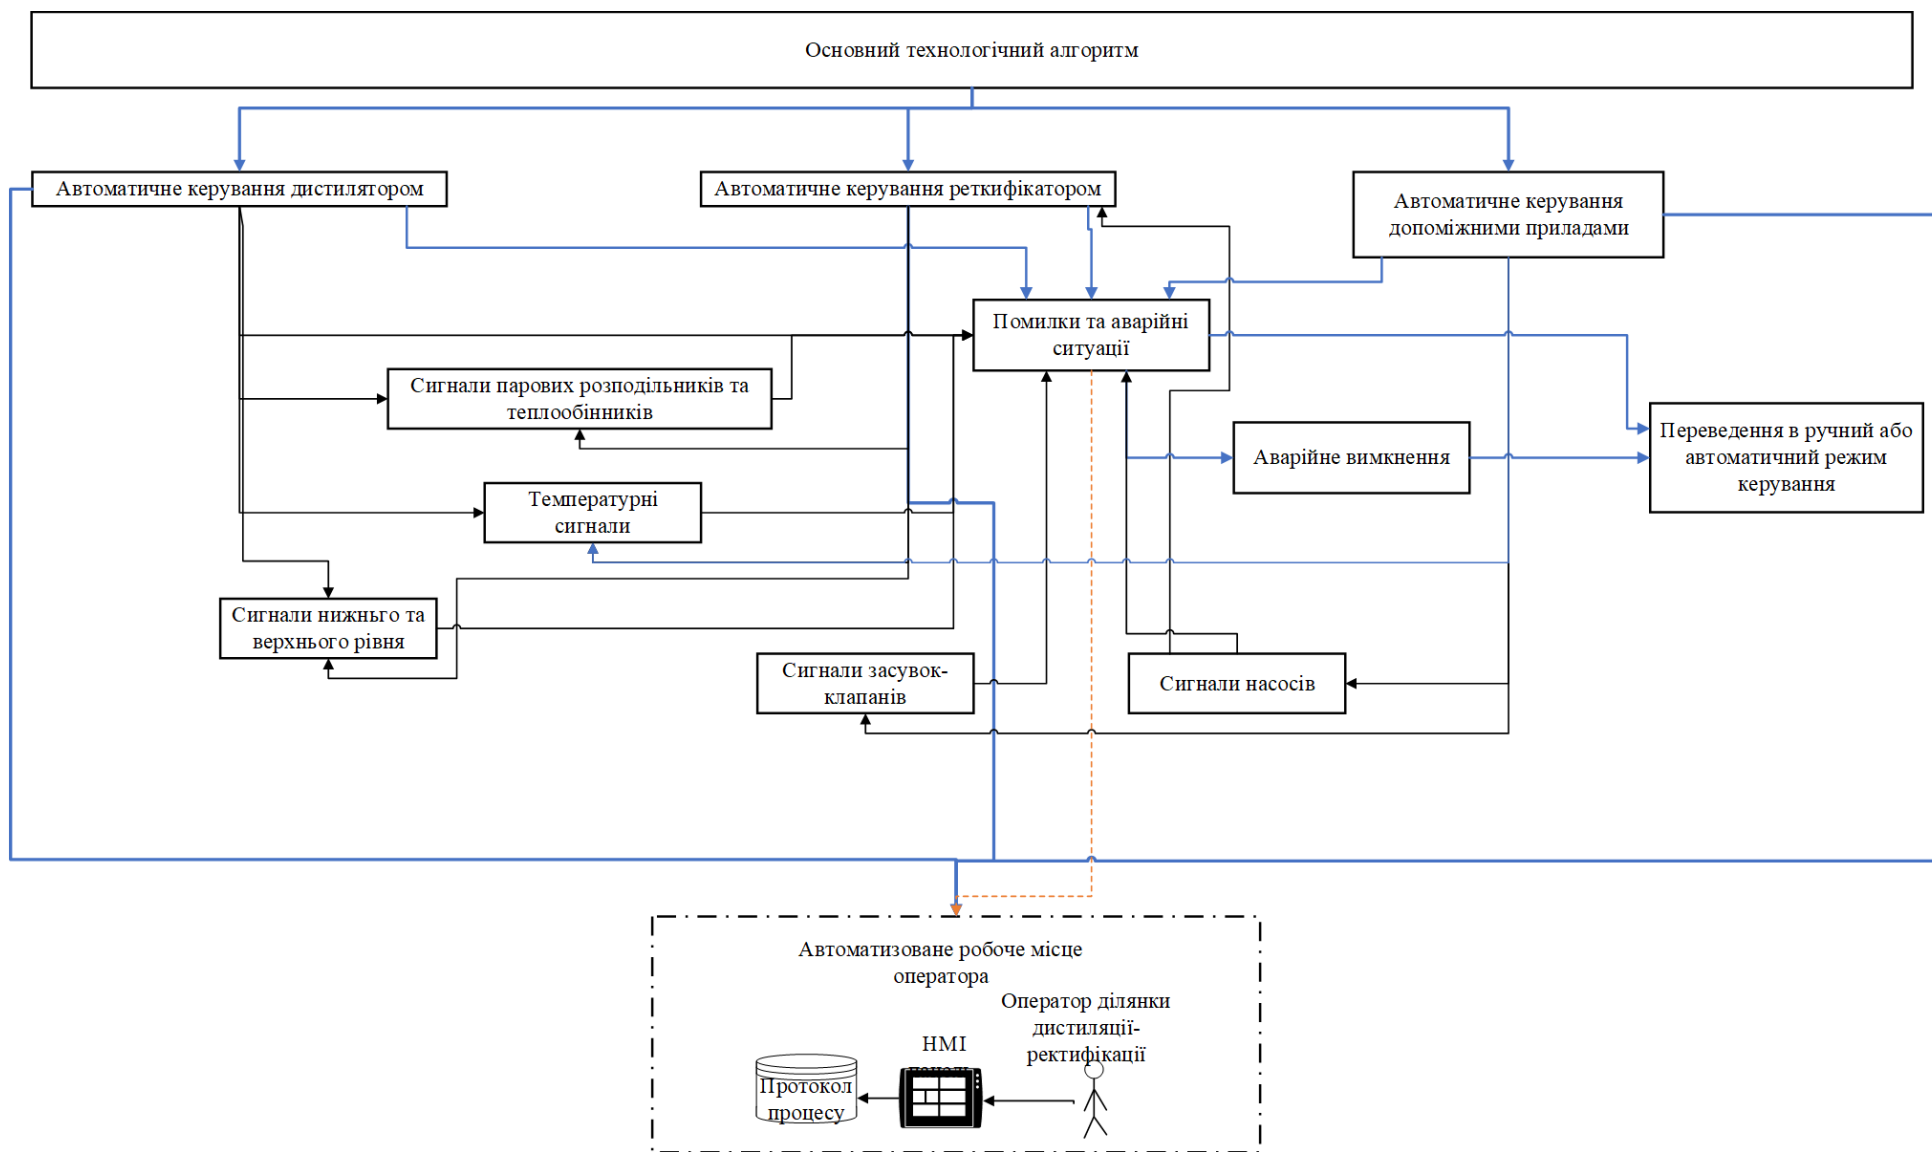 Основний технологічний алгоритм
Автоматичне керування дистилятором
Автоматичне керування реткифікатором
Автоматичне керування
допоміжними приладами
Помилки та аварійні
ситуації
Сигнали парових розподільників та
теплообінників
Аварійне вимкнення
Переведення в ручний або
автоматичний режим
керування
Температурні
сигнали
Сигнали нижнього та
верхнього рівня
Сигнали засувок-
клапанів
Сигнали насосів
Автоматизоване робоче місце
оператора
Оператор ділянки
дистиляції-
ректифікації
НМІ
Протокол
процесу